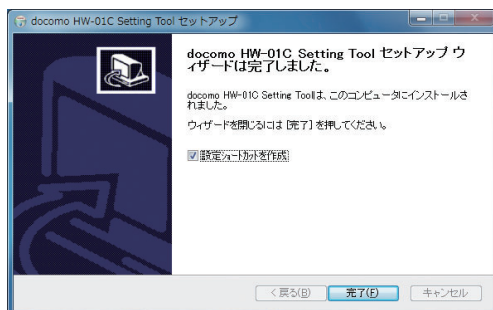 docomo HW-01C Setting Tool セットアップ
docomo HW-01C Setting Tool セットアップ ウ
ィザードは完了しました。
docomo HW-01C Setting Toolは、このコンピュータにインストールさ
れました。
ウィザードを閉じるには [完了] を押してください。
設定ショートカットを作成
< 戻る(B)
完了(F)
キャンセル